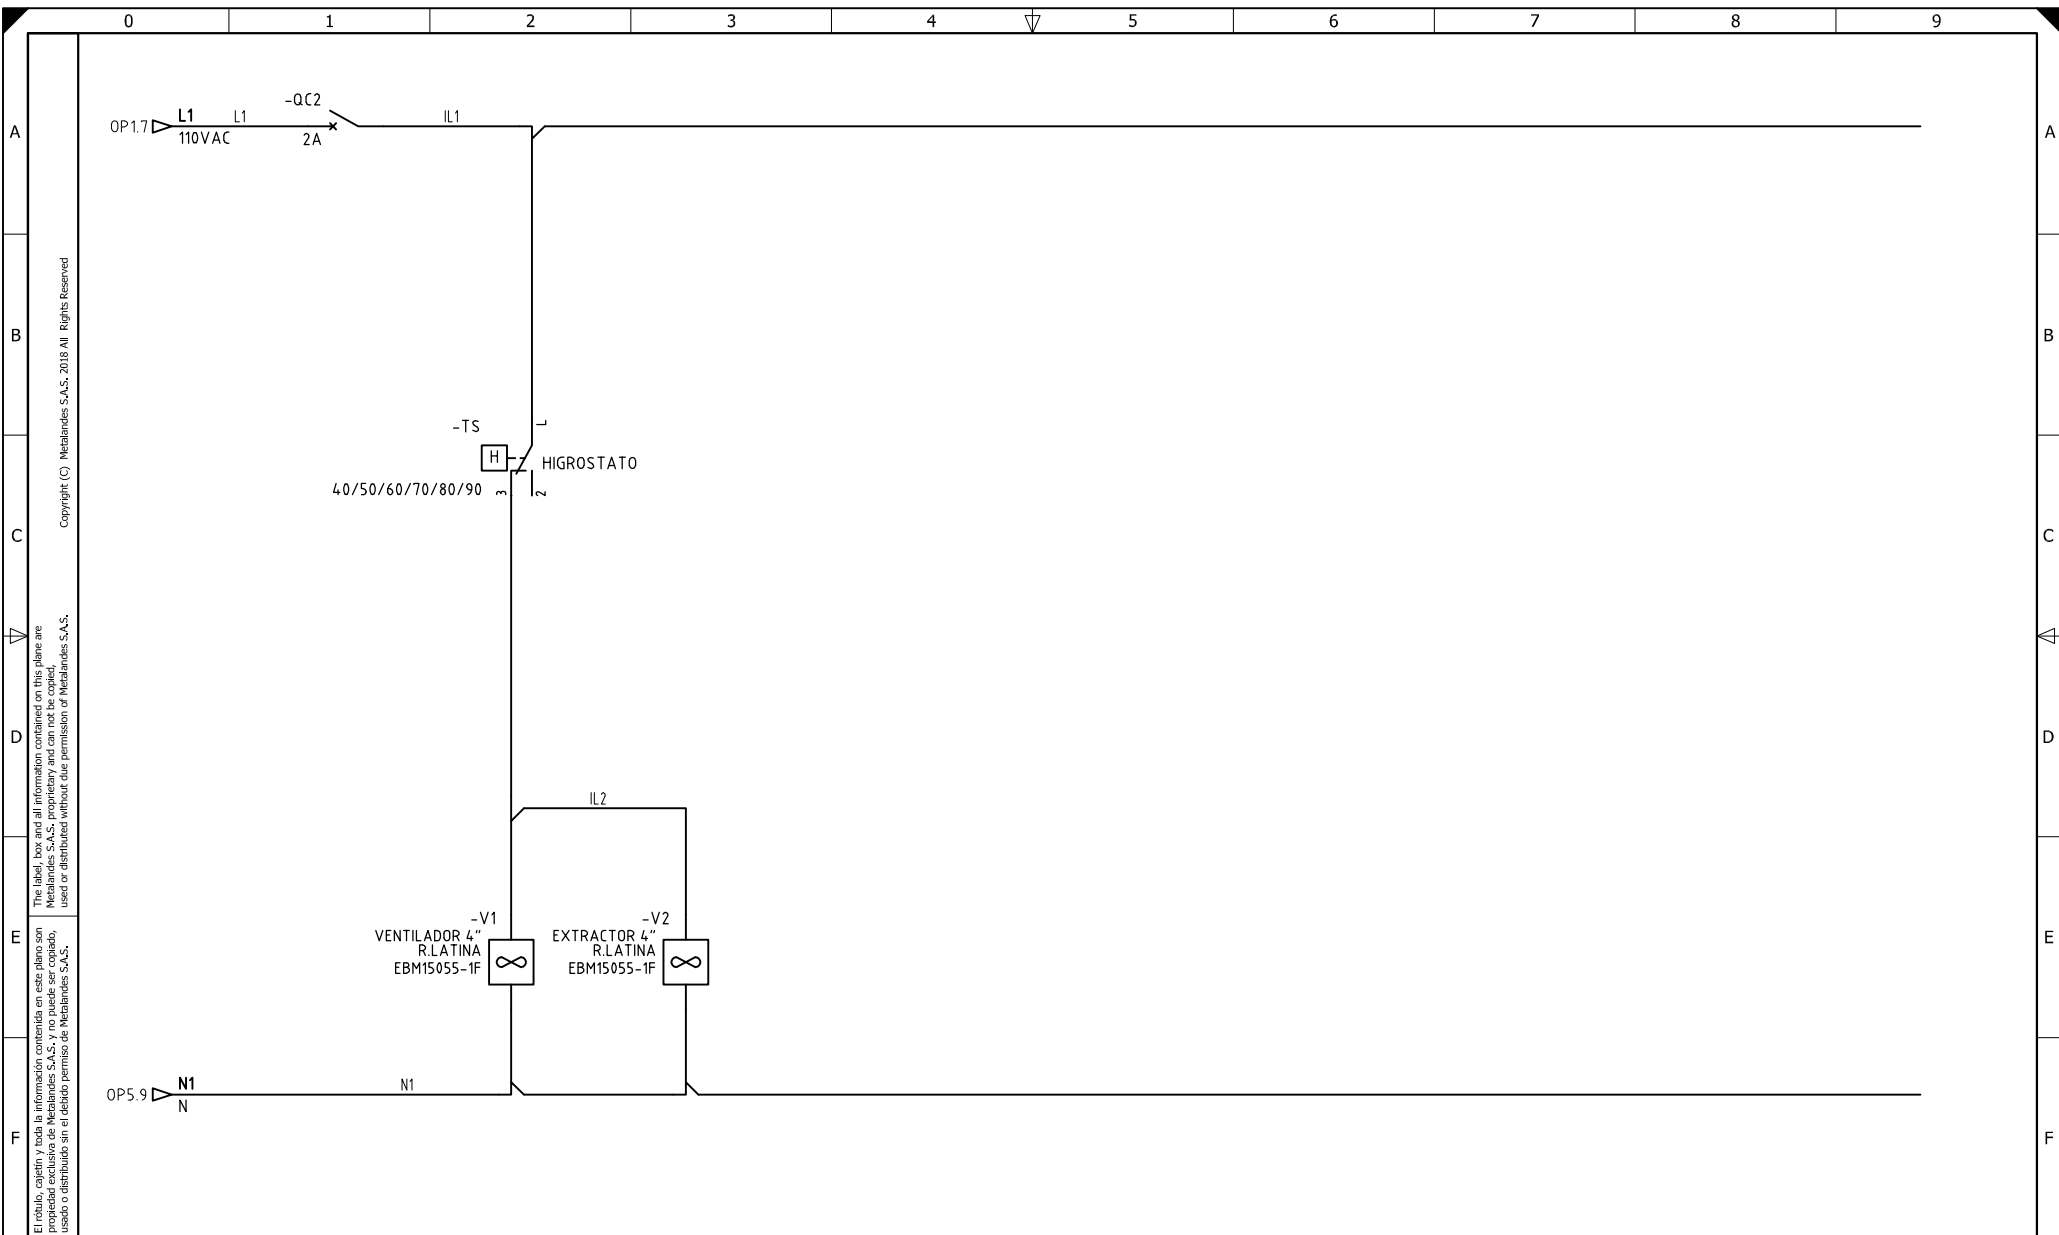 0 1 2 3 4 5 6 7 8 9
A
B
C
D
E
F
A
B
C
D
E
F
Copyright (C) Metalandes S.A.S. 2018 All Rights Reserved
The label, box and all information contained on this plane are
Metalandes S.A.S. proprietary and can not be copied,
used or distributed without due permission of Metalandes S.A.S.
El rótulo, cajetín y toda la información contenida en este plano son
propiedad exclusiva de Metalandes S.A.S. y no puede ser copiado,
usado o distribuido sin el debido permiso de Metalandes S.A.S.
-QC2
OP1.7 L1 L1 IL1
110VAC 2A
-TS L
H HIGROSTATO
40/50/60/70/80/90 3 2
IL2
-V1
VENTILADOR 4"
R.LATINA
EBM15055-1F
-V2
EXTRACTOR 4"
R.LATINA
EBM15055-1F
OP5.9 N1 N1
N